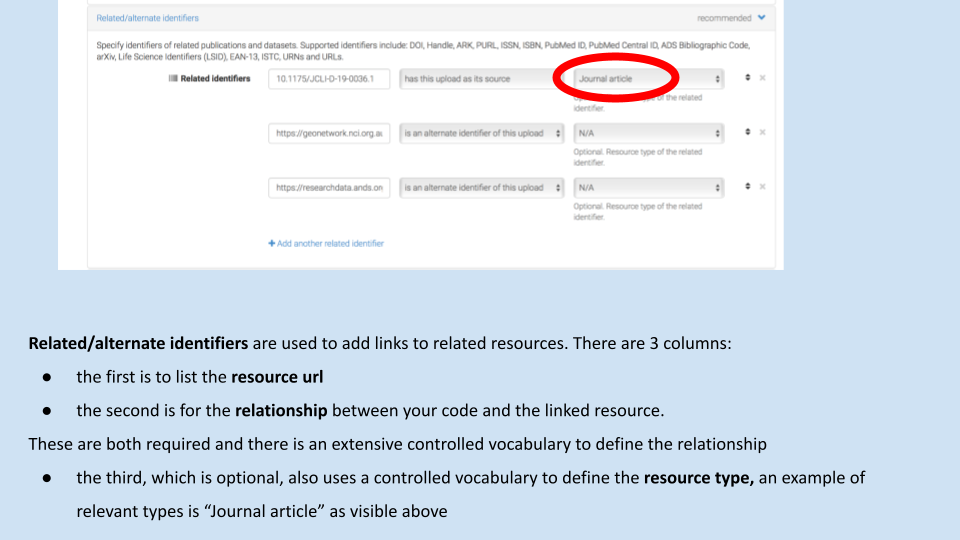 Related/alternate identifiers recommended
Specify identifiers of related publications and datasets. Supported identifiers include: DOI, Handle, ARK, PURL, ISSN, ISBN, PubMed ID, PubMed Central ID, ADS Bibliographic Code,
arXiv, Life Science Identifiers (LSID), EAN-13, ISTC, URNs and URLs.
Related identifiers 10.1175/JCLI-D-19-0036.1 has this upload as its source Journal article
of the related
identifier.
https://geonetwork.nci.org.au is an alternate identifier of this upload N/A
Optional. Resource type of the related
identifier.
https://researchdata.ands.or is an alternate identifier of this upload N/A
Optional. Resource type of the related
identifier.
+ Add another related identifier
Related/alternate identifiers are used to add links to related resources. There are 3 columns:
● the first is to list the resource url
● the second is for the relationship between your code and the linked resource.
These are both required and there is an extensive controlled vocabulary to define the relationship
● the third, which is optional, also uses a controlled vocabulary to define the resource type, an example of
relevant types is “Journal article” as visible above